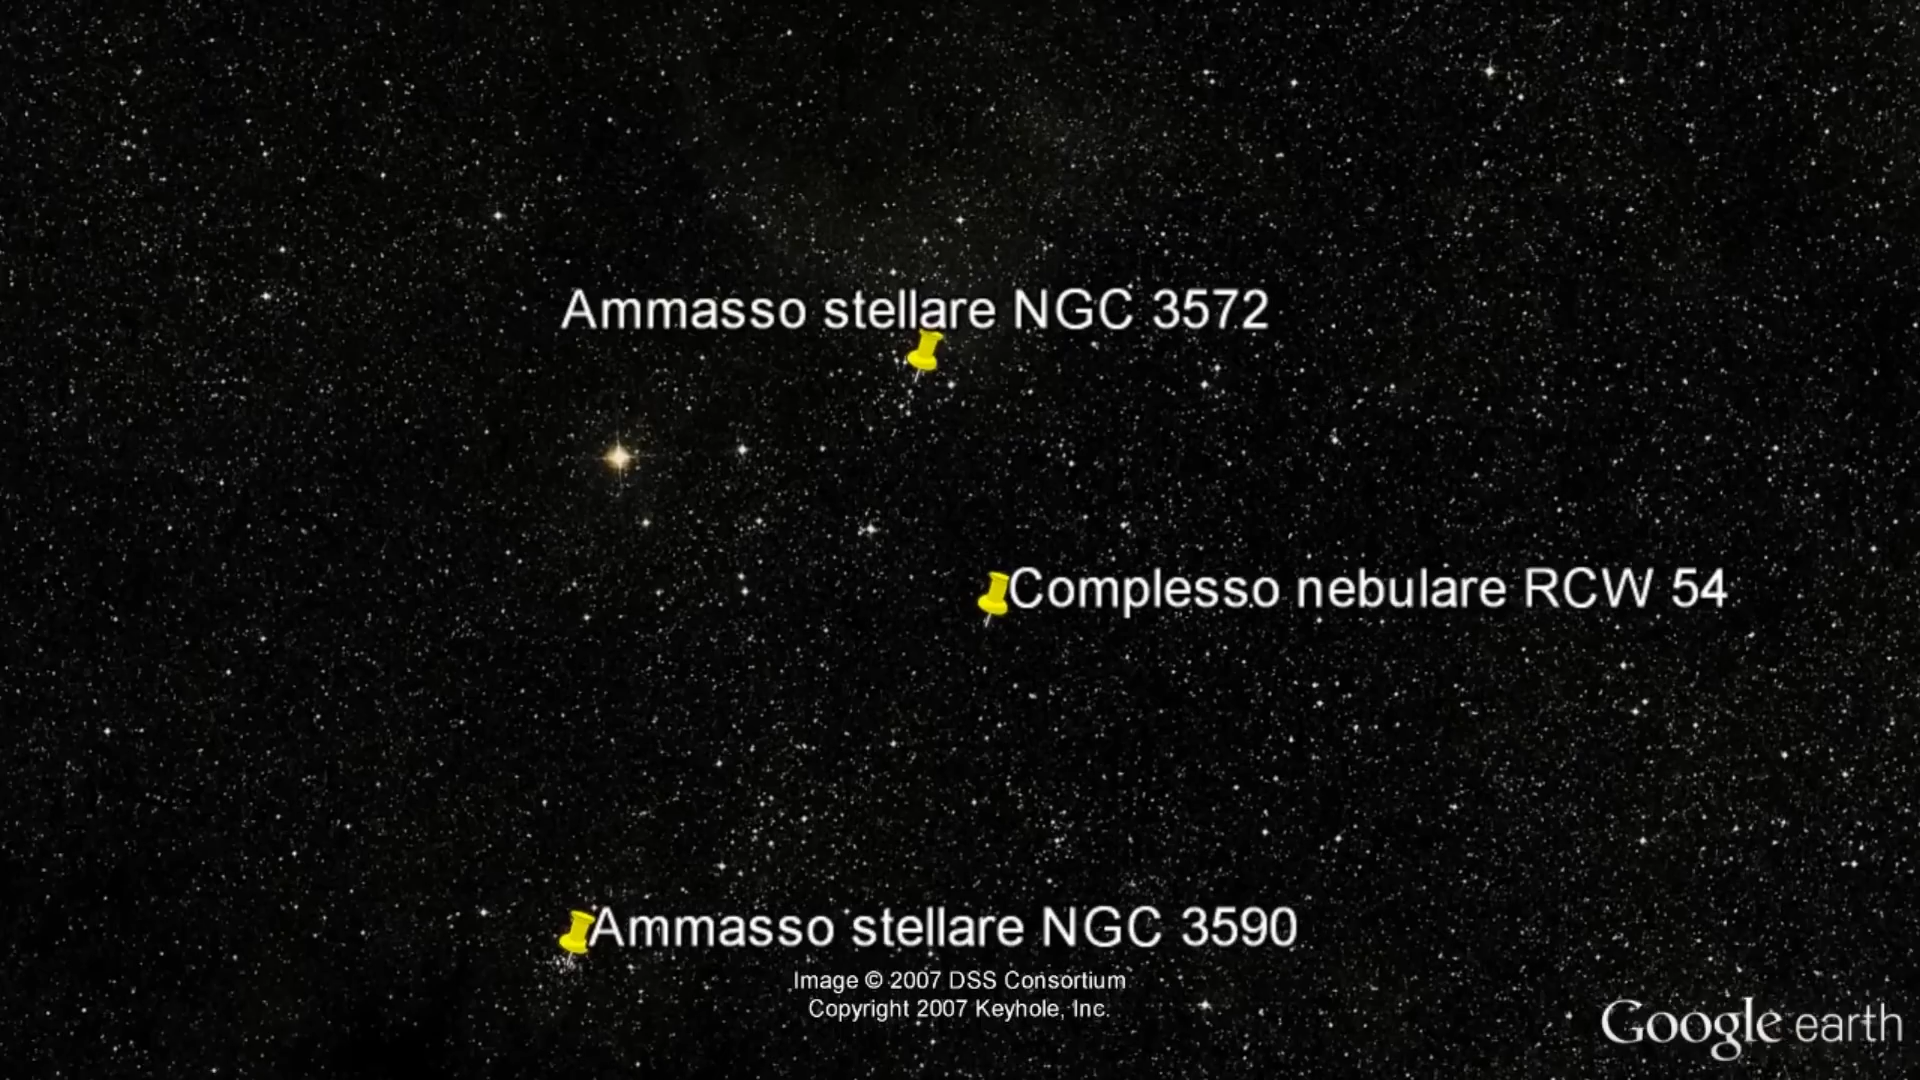 Ammasso stellare NGC 3572
Complesso nebulare RCW 54
Ammasso stellare NGC 3590
Image © 2007 DSS Consortium
Copyright 2007 Keyhole, Inc.
Google earth